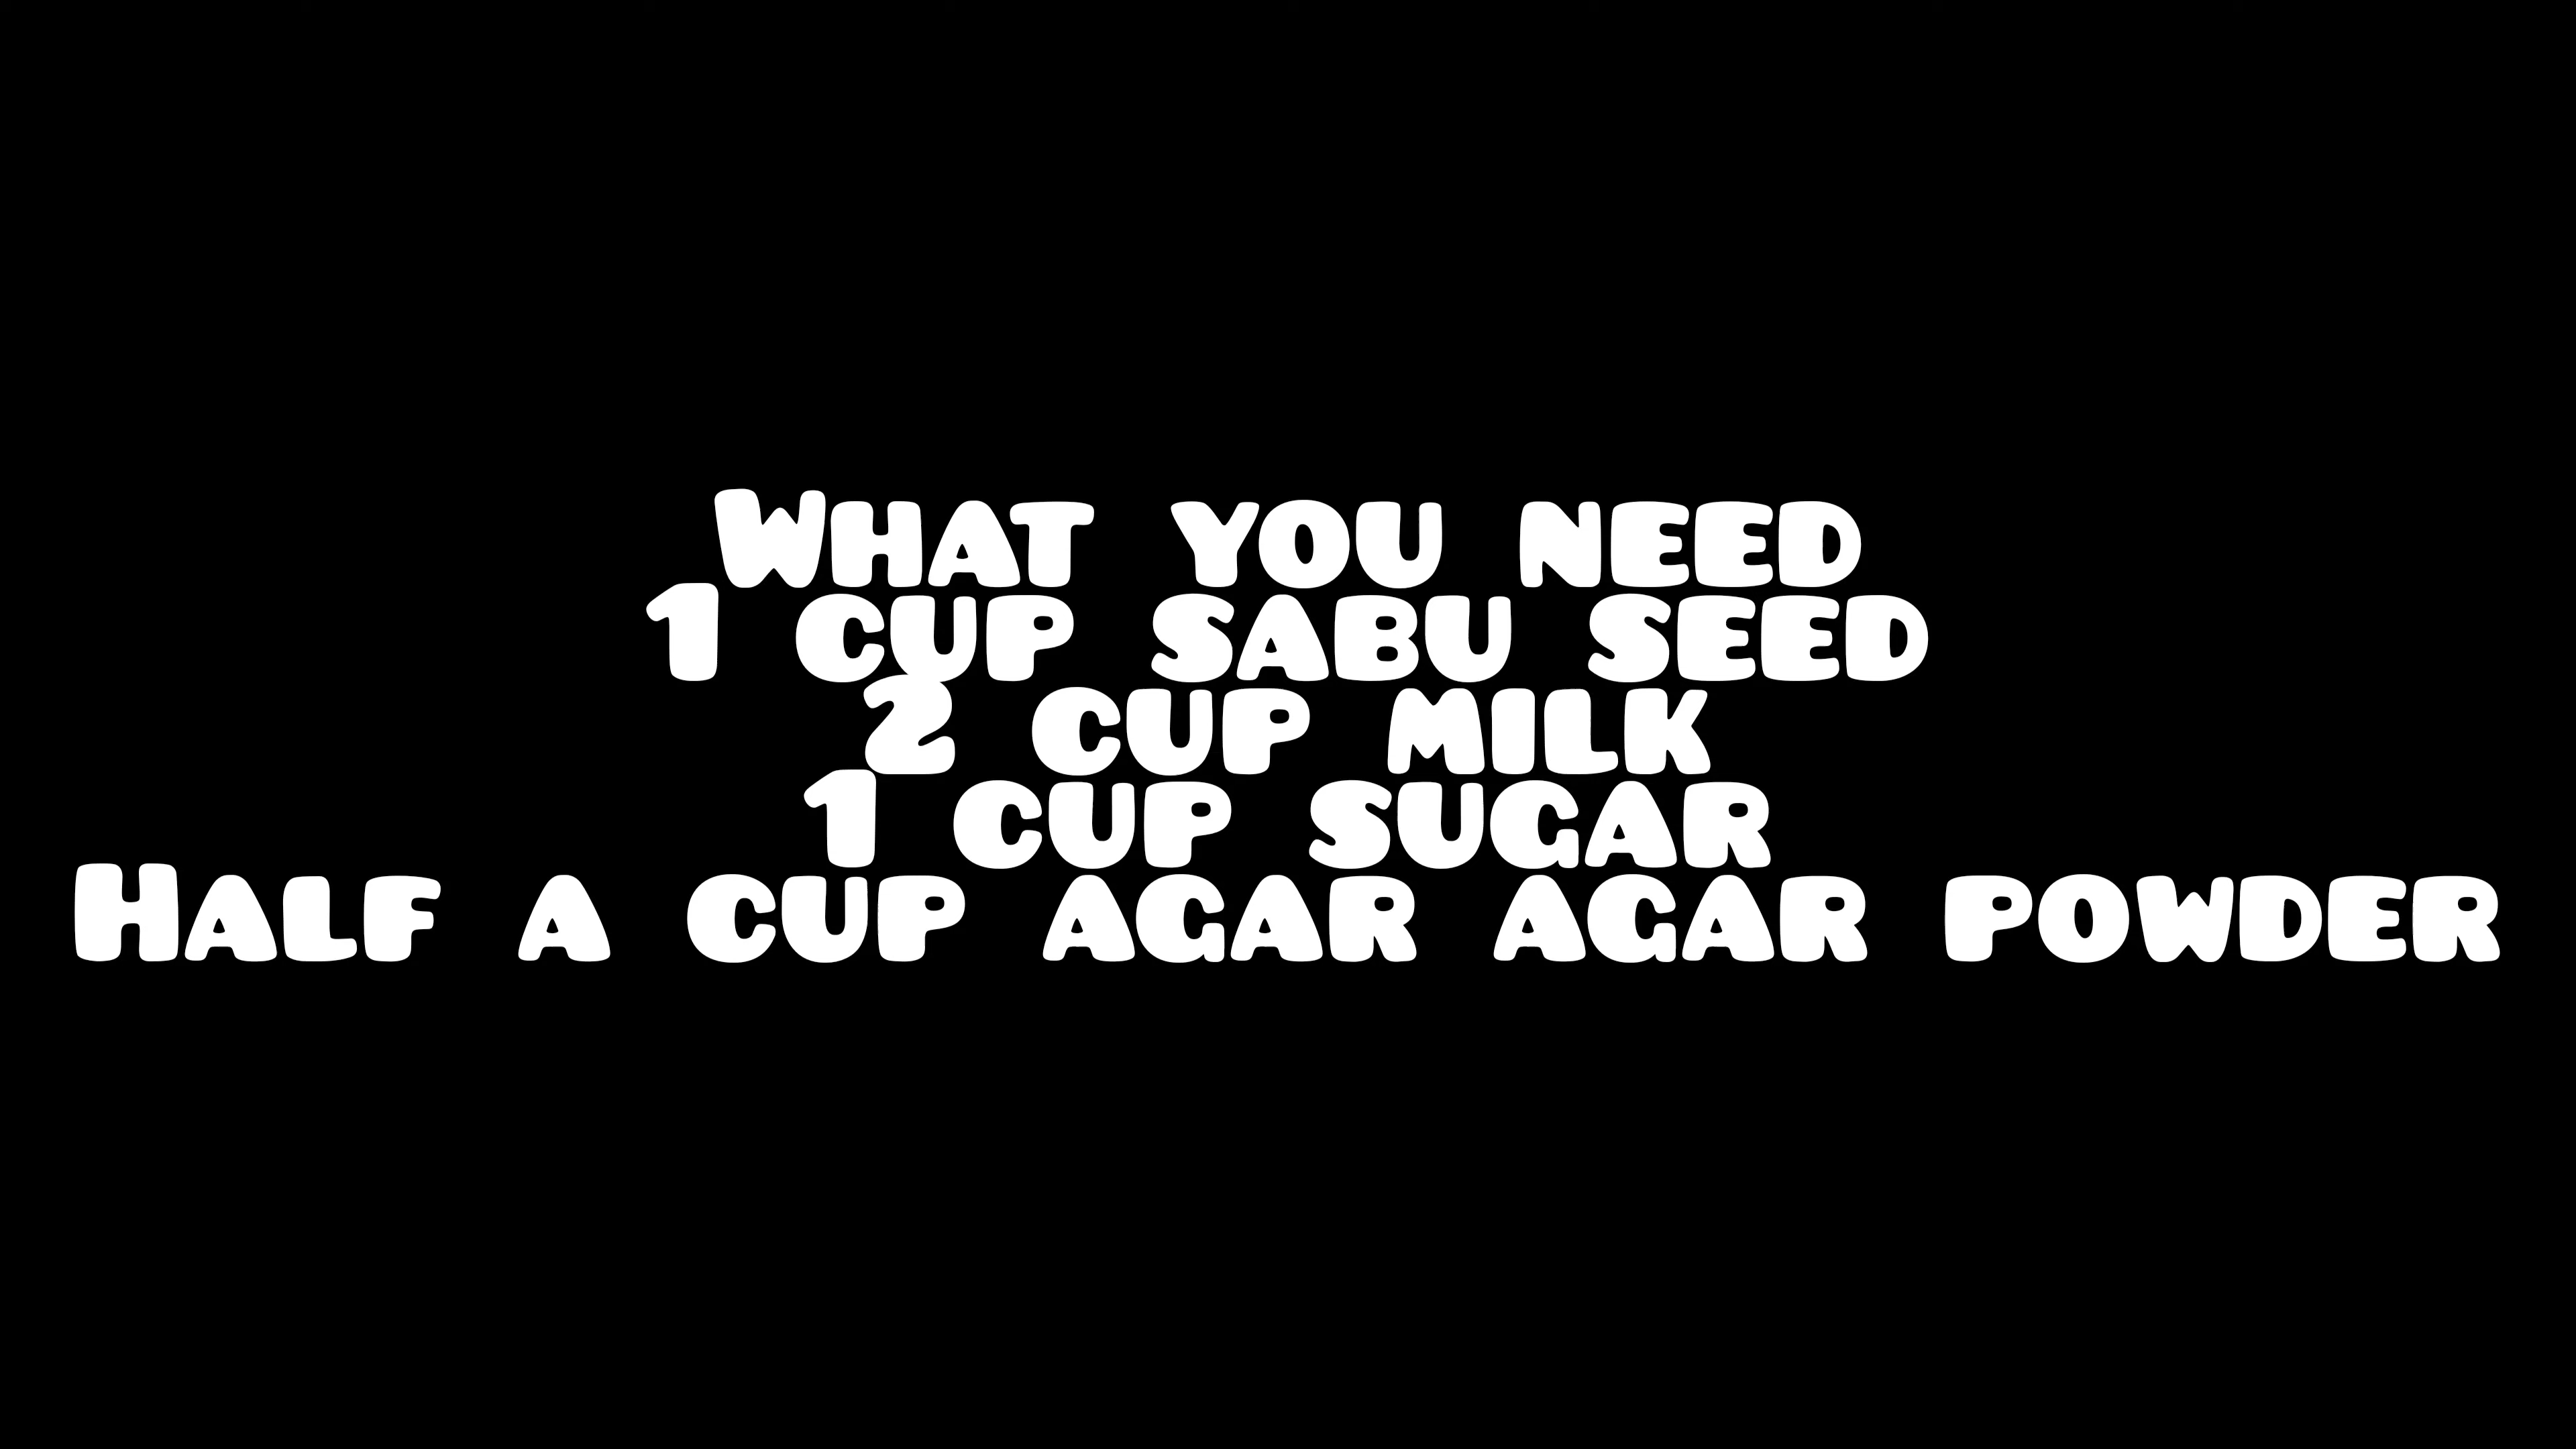 What you need
1 cup sabu seed
2 cup milk
1 cup sugar
Half a cup agar agar powder